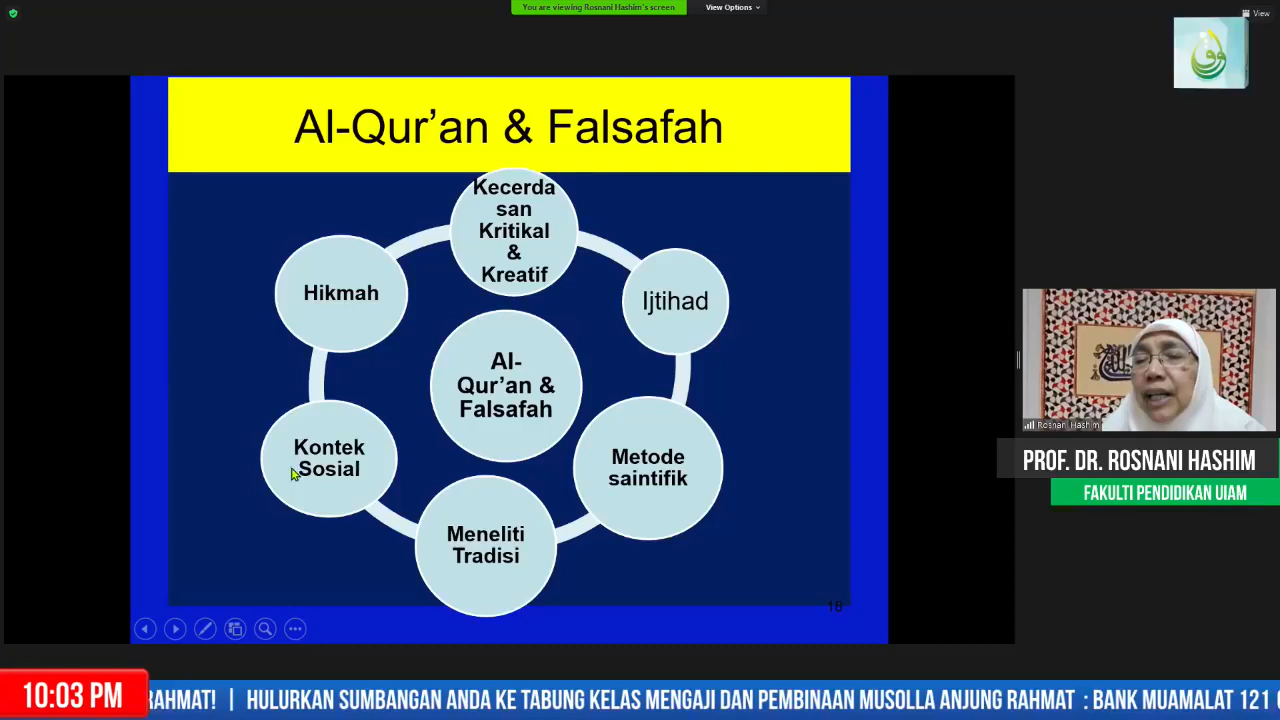 You are viewing Rosnani Hashim's screen
View Options
View
Al-Qur’an & Falsafah
Kecerda
san
Kritikal
&
Kreatif
Hikmah
Ijtihad
Al-
Qur’an &
Falsafah
Kontek
Sosial
Metode
saintifik
Meneliti
Tradisi
18
Rosnani Hashim
PROF. DR. ROSNANI HASHIM
FAKULTI PENDIDIKAN UIAM
10:03 PM
RAHMAT! | HULURKAN SUMBANGAN ANDA KE TABUNG KELAS MENGAJI DAN PEMBINAAN MUSOLLA ANJUNG RAHMAT : BANK MUAMALAT 121